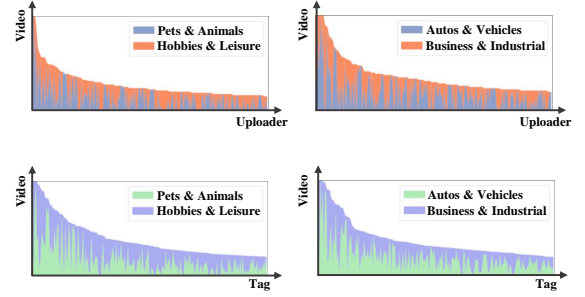 Video
Pets & Animals
Hobbies & Leisure
Uploader
Video
Autos & Vehicles
Business & Industrial
Uploader
Video
Pets & Animals
Hobbies & Leisure
Tag
Video
Autos & Vehicles
Business & Industrial
Tag